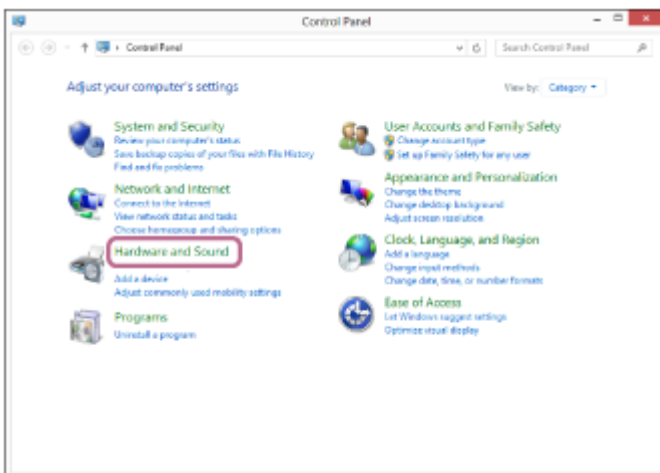 Control Panel
Control Panel
Search Control Panel
Adjust your computer's settings
View by: Category
System and Security
Review your computer's status
Save backup copies of your files with File History
Find and fix problems
Network and Internet
Connect to the Internet
View network status and tasks
Choose homegroup and sharing options
Hardware and Sound
Add a device
Adjust commonly used mobility settings
Programs
Uninstall a program
User Accounts and Family Safety
Change account type
Set up Family Safety for any user
Appearance and Personalization
Change the theme
Change desktop background
Adjust screen resolution
Clock, Language, and Region
Add a language
Change input methods
Change date, time, or number formats
Ease of Access
Let Windows suggest settings
Optimize visual display